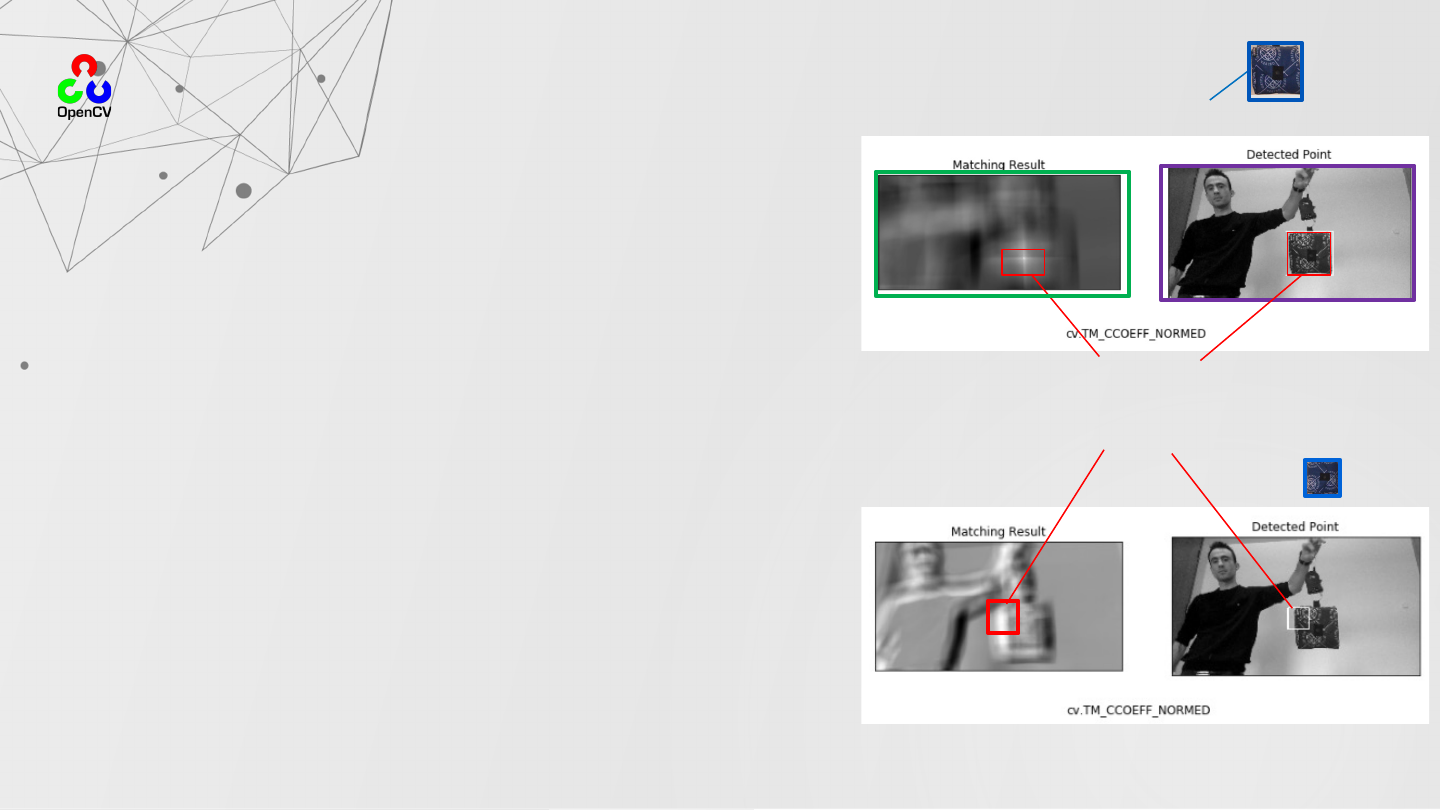 OpenCV
Matching Result
Detected Point
cv.TM_CCOEFF_NORMED
Matching Result
Detected Point
cv.TM_CCOEFF_NORMED